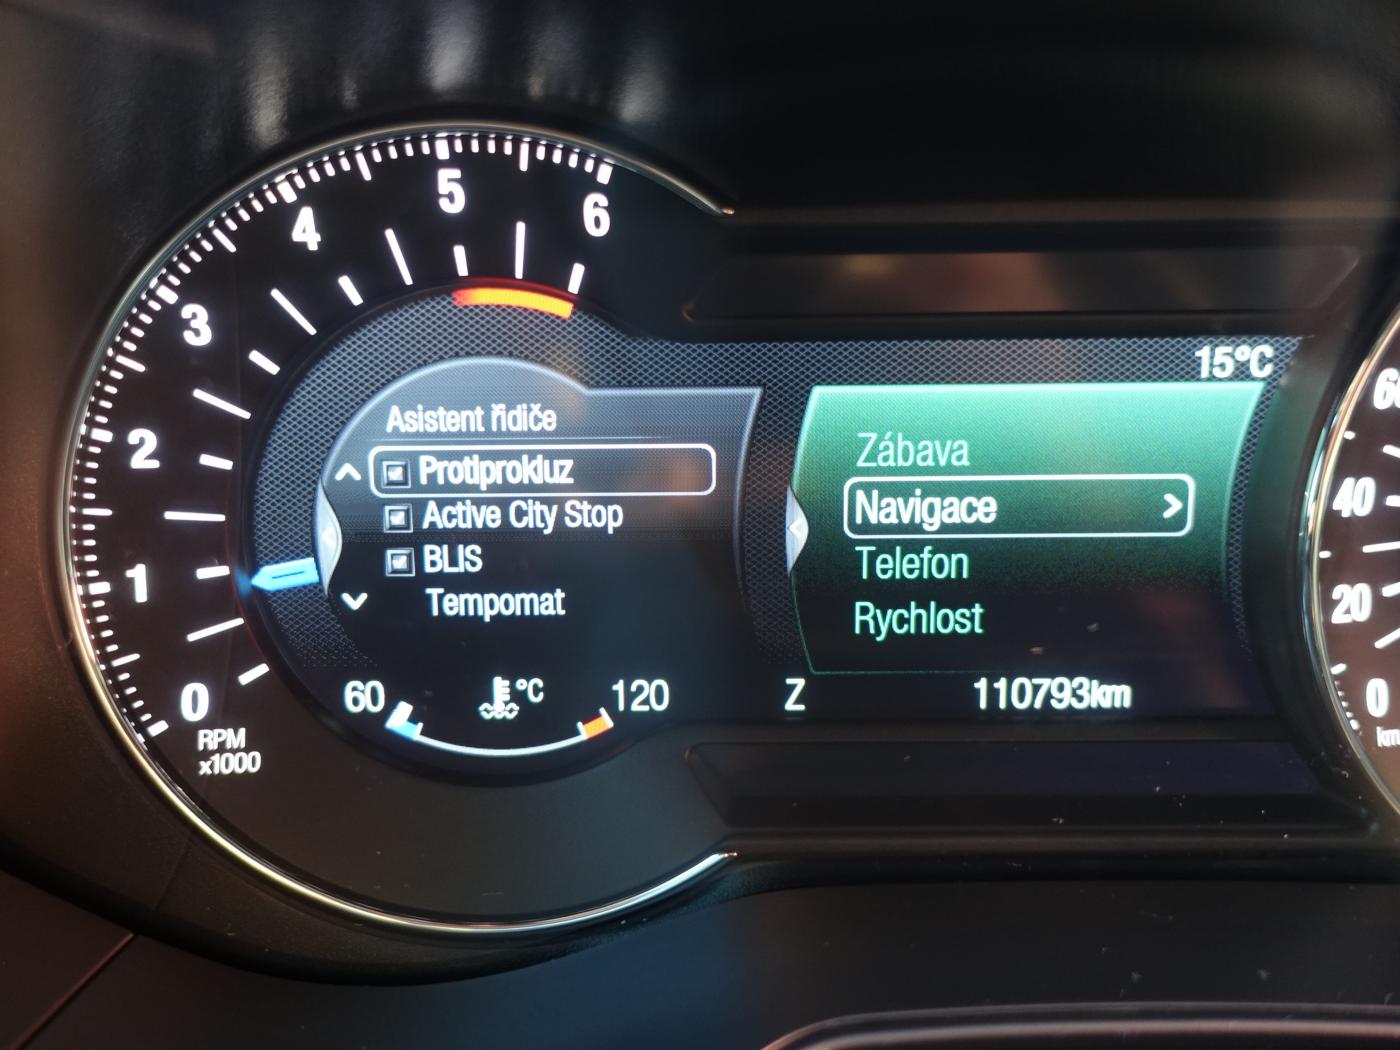 5
4
6
3
2
1
0
RPM
x1000
Asistent řidiče
Protiprokluz
Active City Stop
BLIS
Tempomat
60 °C 120
15°C
Zábava
Navigace
Telefon
Rychlost
Z 110793km
40
20
0